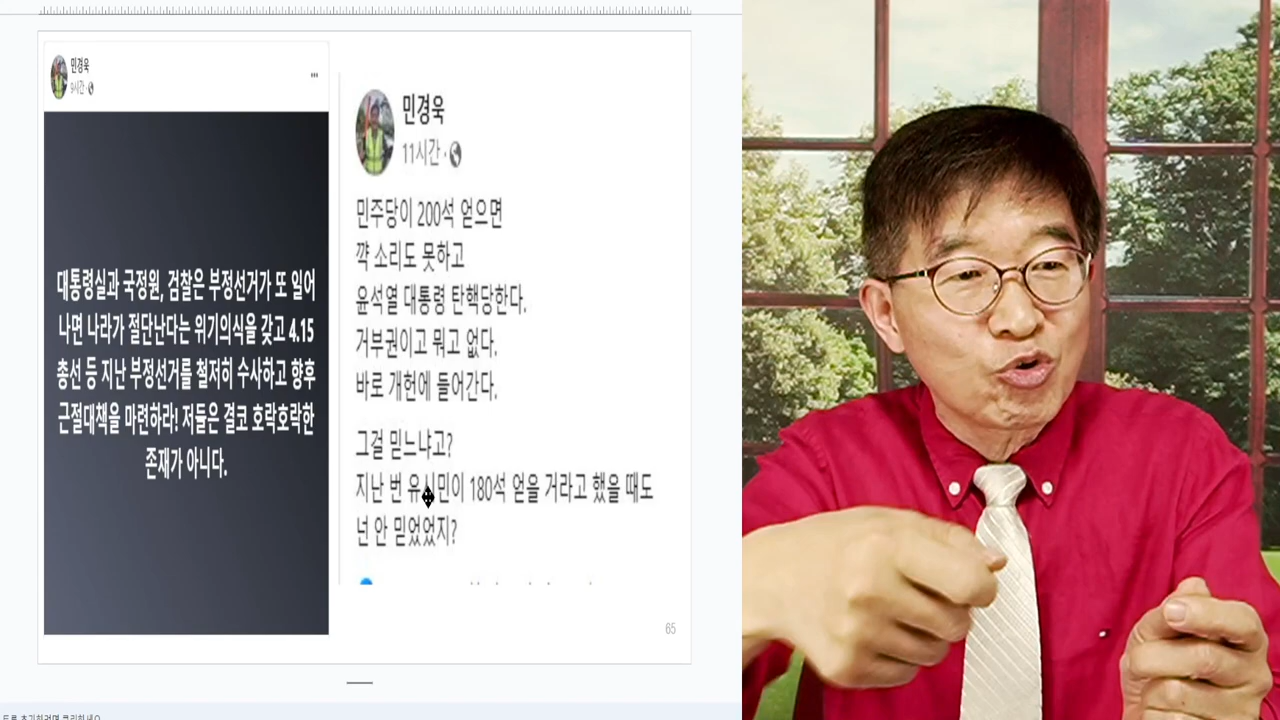 민경욱
9시간
대통령실과 국정원, 검찰은 부정선거가 또 일어
나면 나라가 절단난다는 위기의식을 갖고 4.15
총선 등 지난 부정선거를 철저히 수사하고 향후
근절대책을 마련하라! 저들은 결코 호락호락한
존재가 아니다.
민경욱
11시간
민주당이 200석 얻으면
꺅 소리도 못하고
윤석열 대통령 탄핵당한다.
거부권이고 뭐고 없다.
바로 개헌에 들어간다.
그걸 믿느냐고?
지난 번 유시민이 180석 얻을 거라고 했을 때도
넌 안 믿었었지?
65